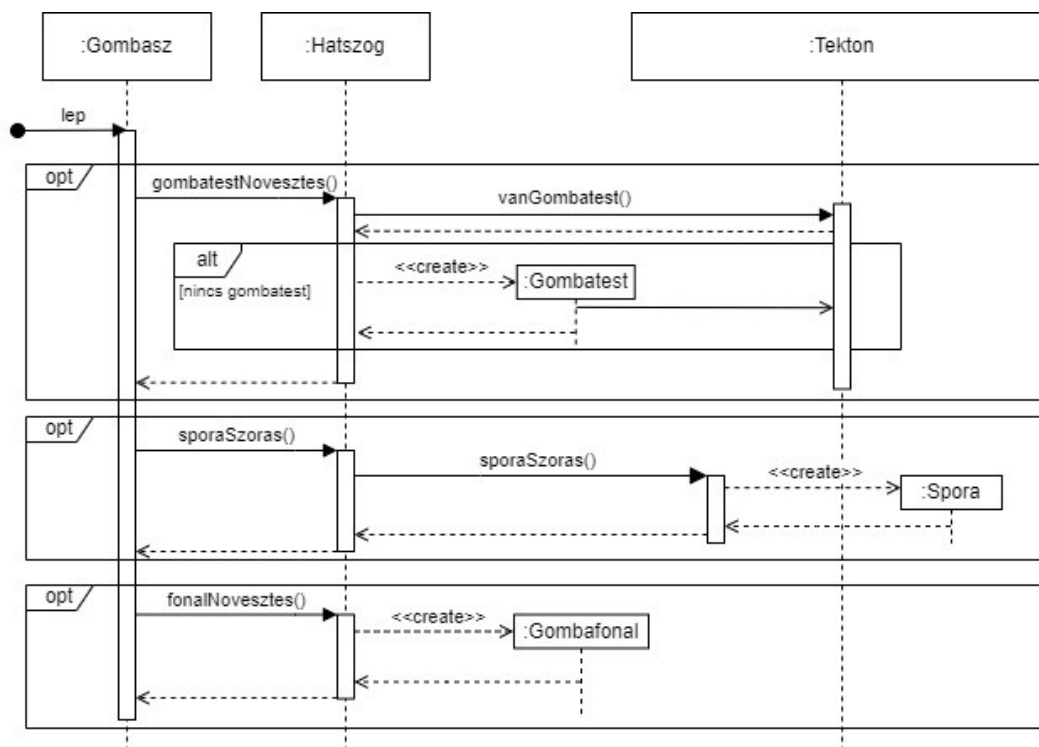 :Gombasz
:Hatszog
:Tekton
lep
opt
gombatestNovesztes()
vanGombatest()
alt
[nincs gombatest]
<<create>>
:Gombatest
opt
sporaSzoras()
sporaSzoras()
<<create>>
:Spora
opt
fonalNovesztes()
<<create>>
:Gombafonal